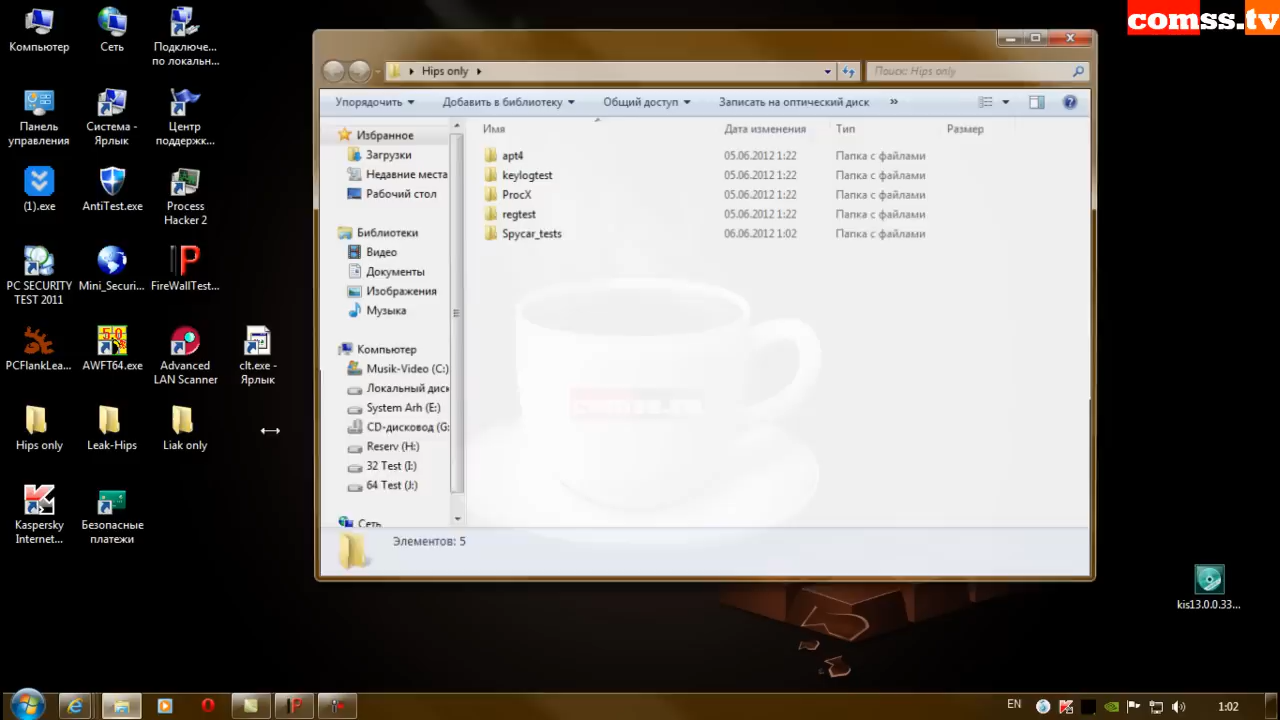 comss.tv
Компьютер
Сеть
Подключе...
по локальн...
Панель
управления
Система -
Ярлык
Центр
поддержк...
(1).exe
AntiTest.exe
Process
Hacker 2
PC SECURITY
TEST 2011
Mini_Securi...
FireWallTest...
PCFlankLea...
AWFT64.exe
Advanced
LAN Scanner
clt.exe -
Ярлык
Hips only
Leak-Hips
Liak only
Kaspersky
Internet...
Безопасные
платежи
Hips only
Поиск: Hips only
Упорядочить
Добавить в библиотеку
Общий доступ
Записать на оптический диск
»
Избранное
Загрузки
Недавние места
Рабочий стол
Библиотеки
Видео
Документы
Изображения
Музыка
Компьютер
Musik-Video (C:)
Локальный диск
System Arh (E:)
CD-дисковод (G:
Reserv (H:)
32 Test (I:)
64 Test (J:)
Сеть
Имя Дата изменения Тип Размер
apt4 05.06.2012 1:22 Папка с файлами
keylogtest 05.06.2012 1:22 Папка с файлами
ProcX 05.06.2012 1:22 Папка с файлами
regtest 05.06.2012 1:22 Папка с файлами
Spycar_tests 06.06.2012 1:02 Папка с файлами
Элементов: 5
kis13.0.0.33...
EN
1:02